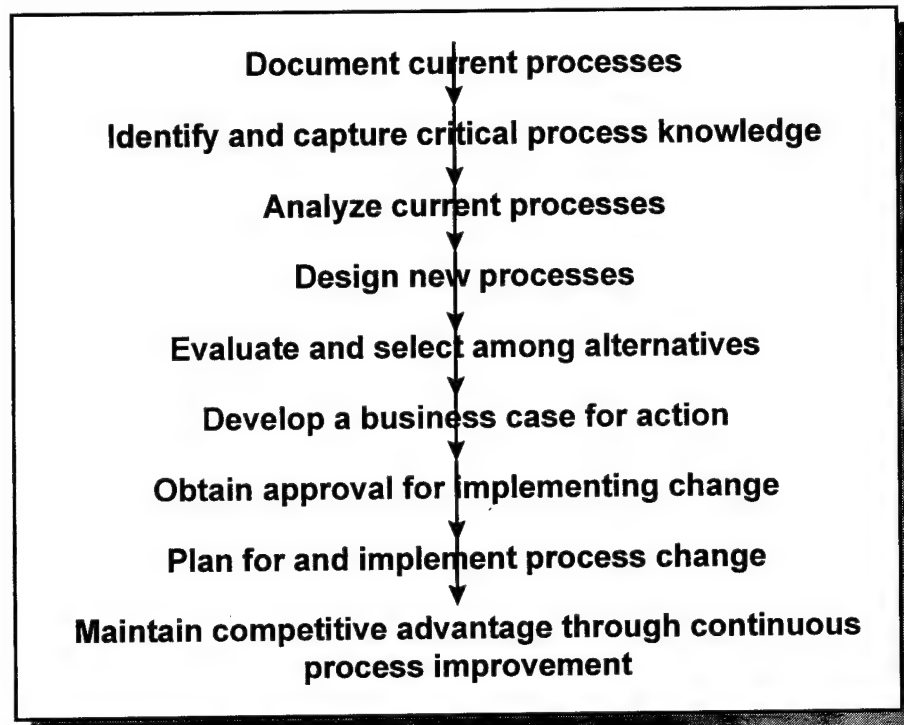 Document current processes
Identify and capture critical process knowledge
Analyze current processes
Design new processes
Evaluate and select among alternatives
Develop a business case for action
Obtain approval for implementing change
Plan for and implement process change
Maintain competitive advantage through continuous
process improvement